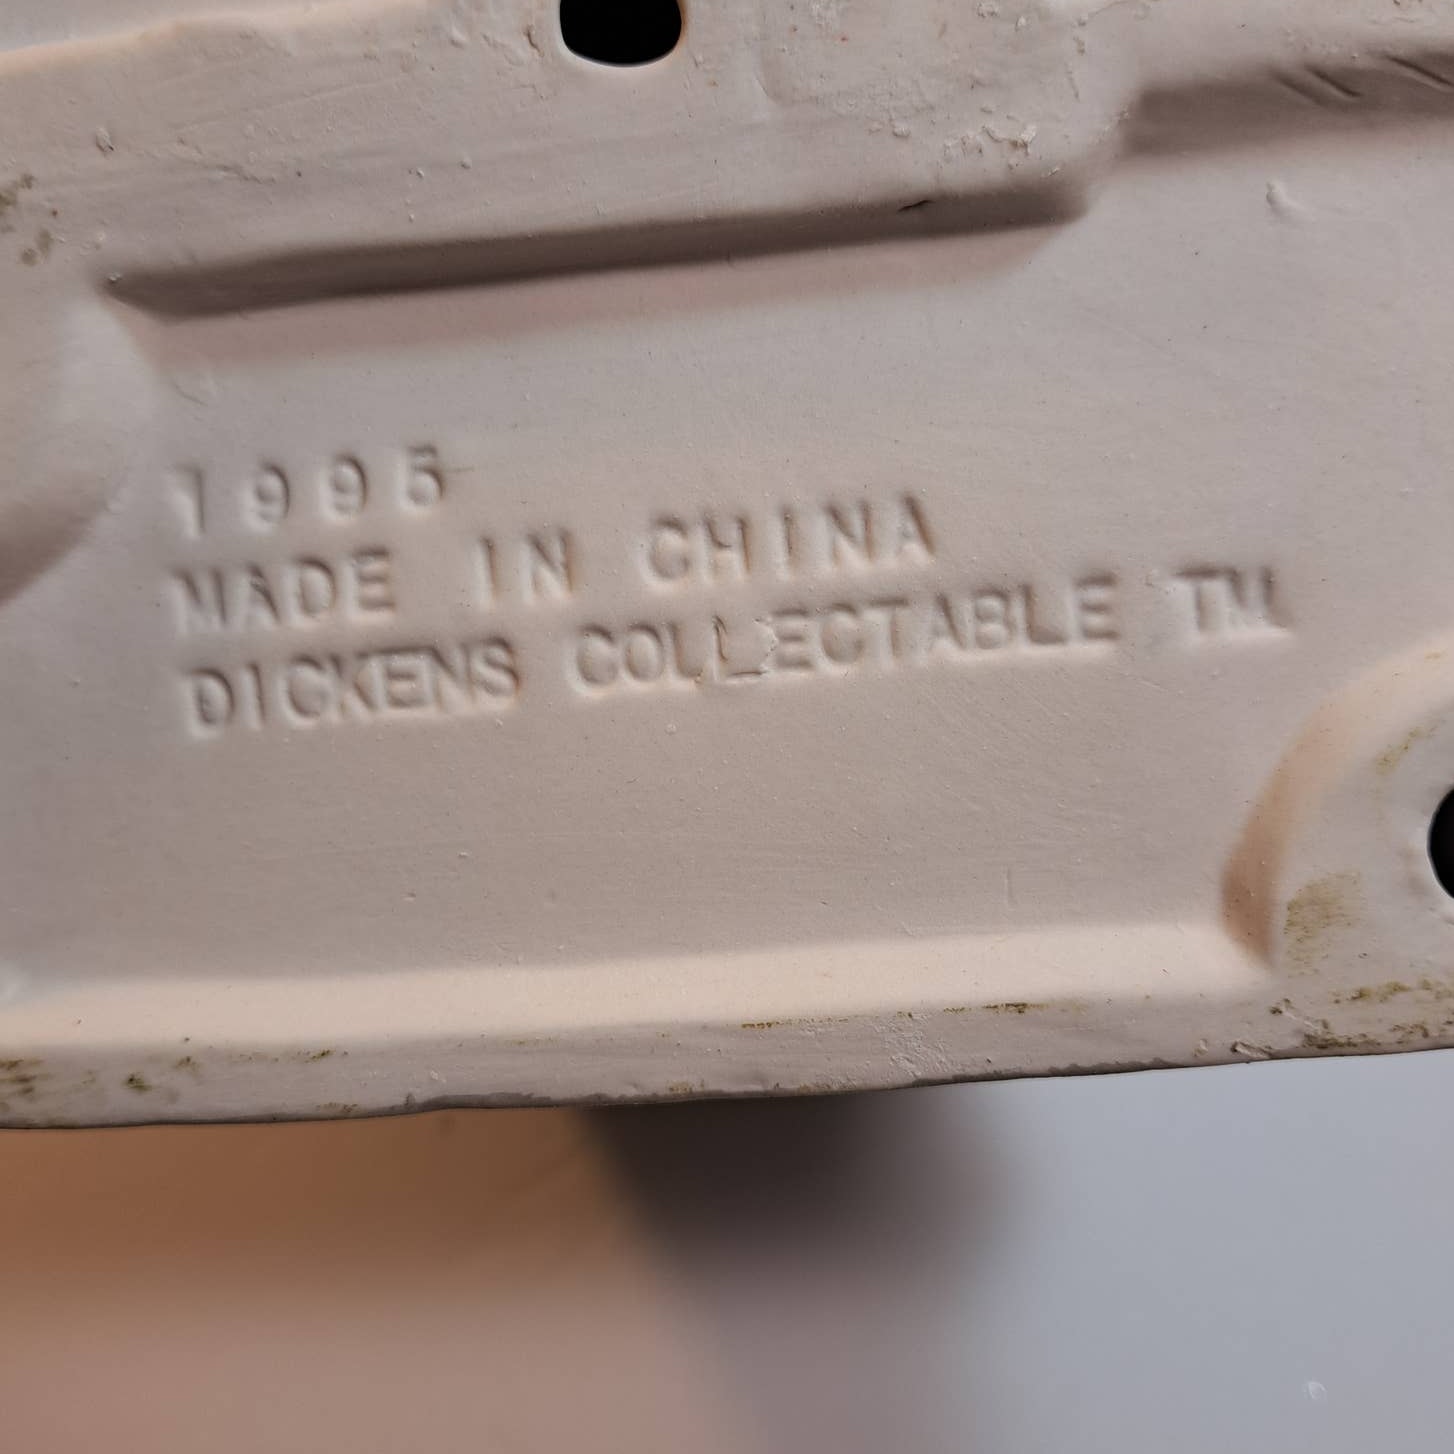 1995
MADE IN CHINA
DICKENS COLLECTABLE TM